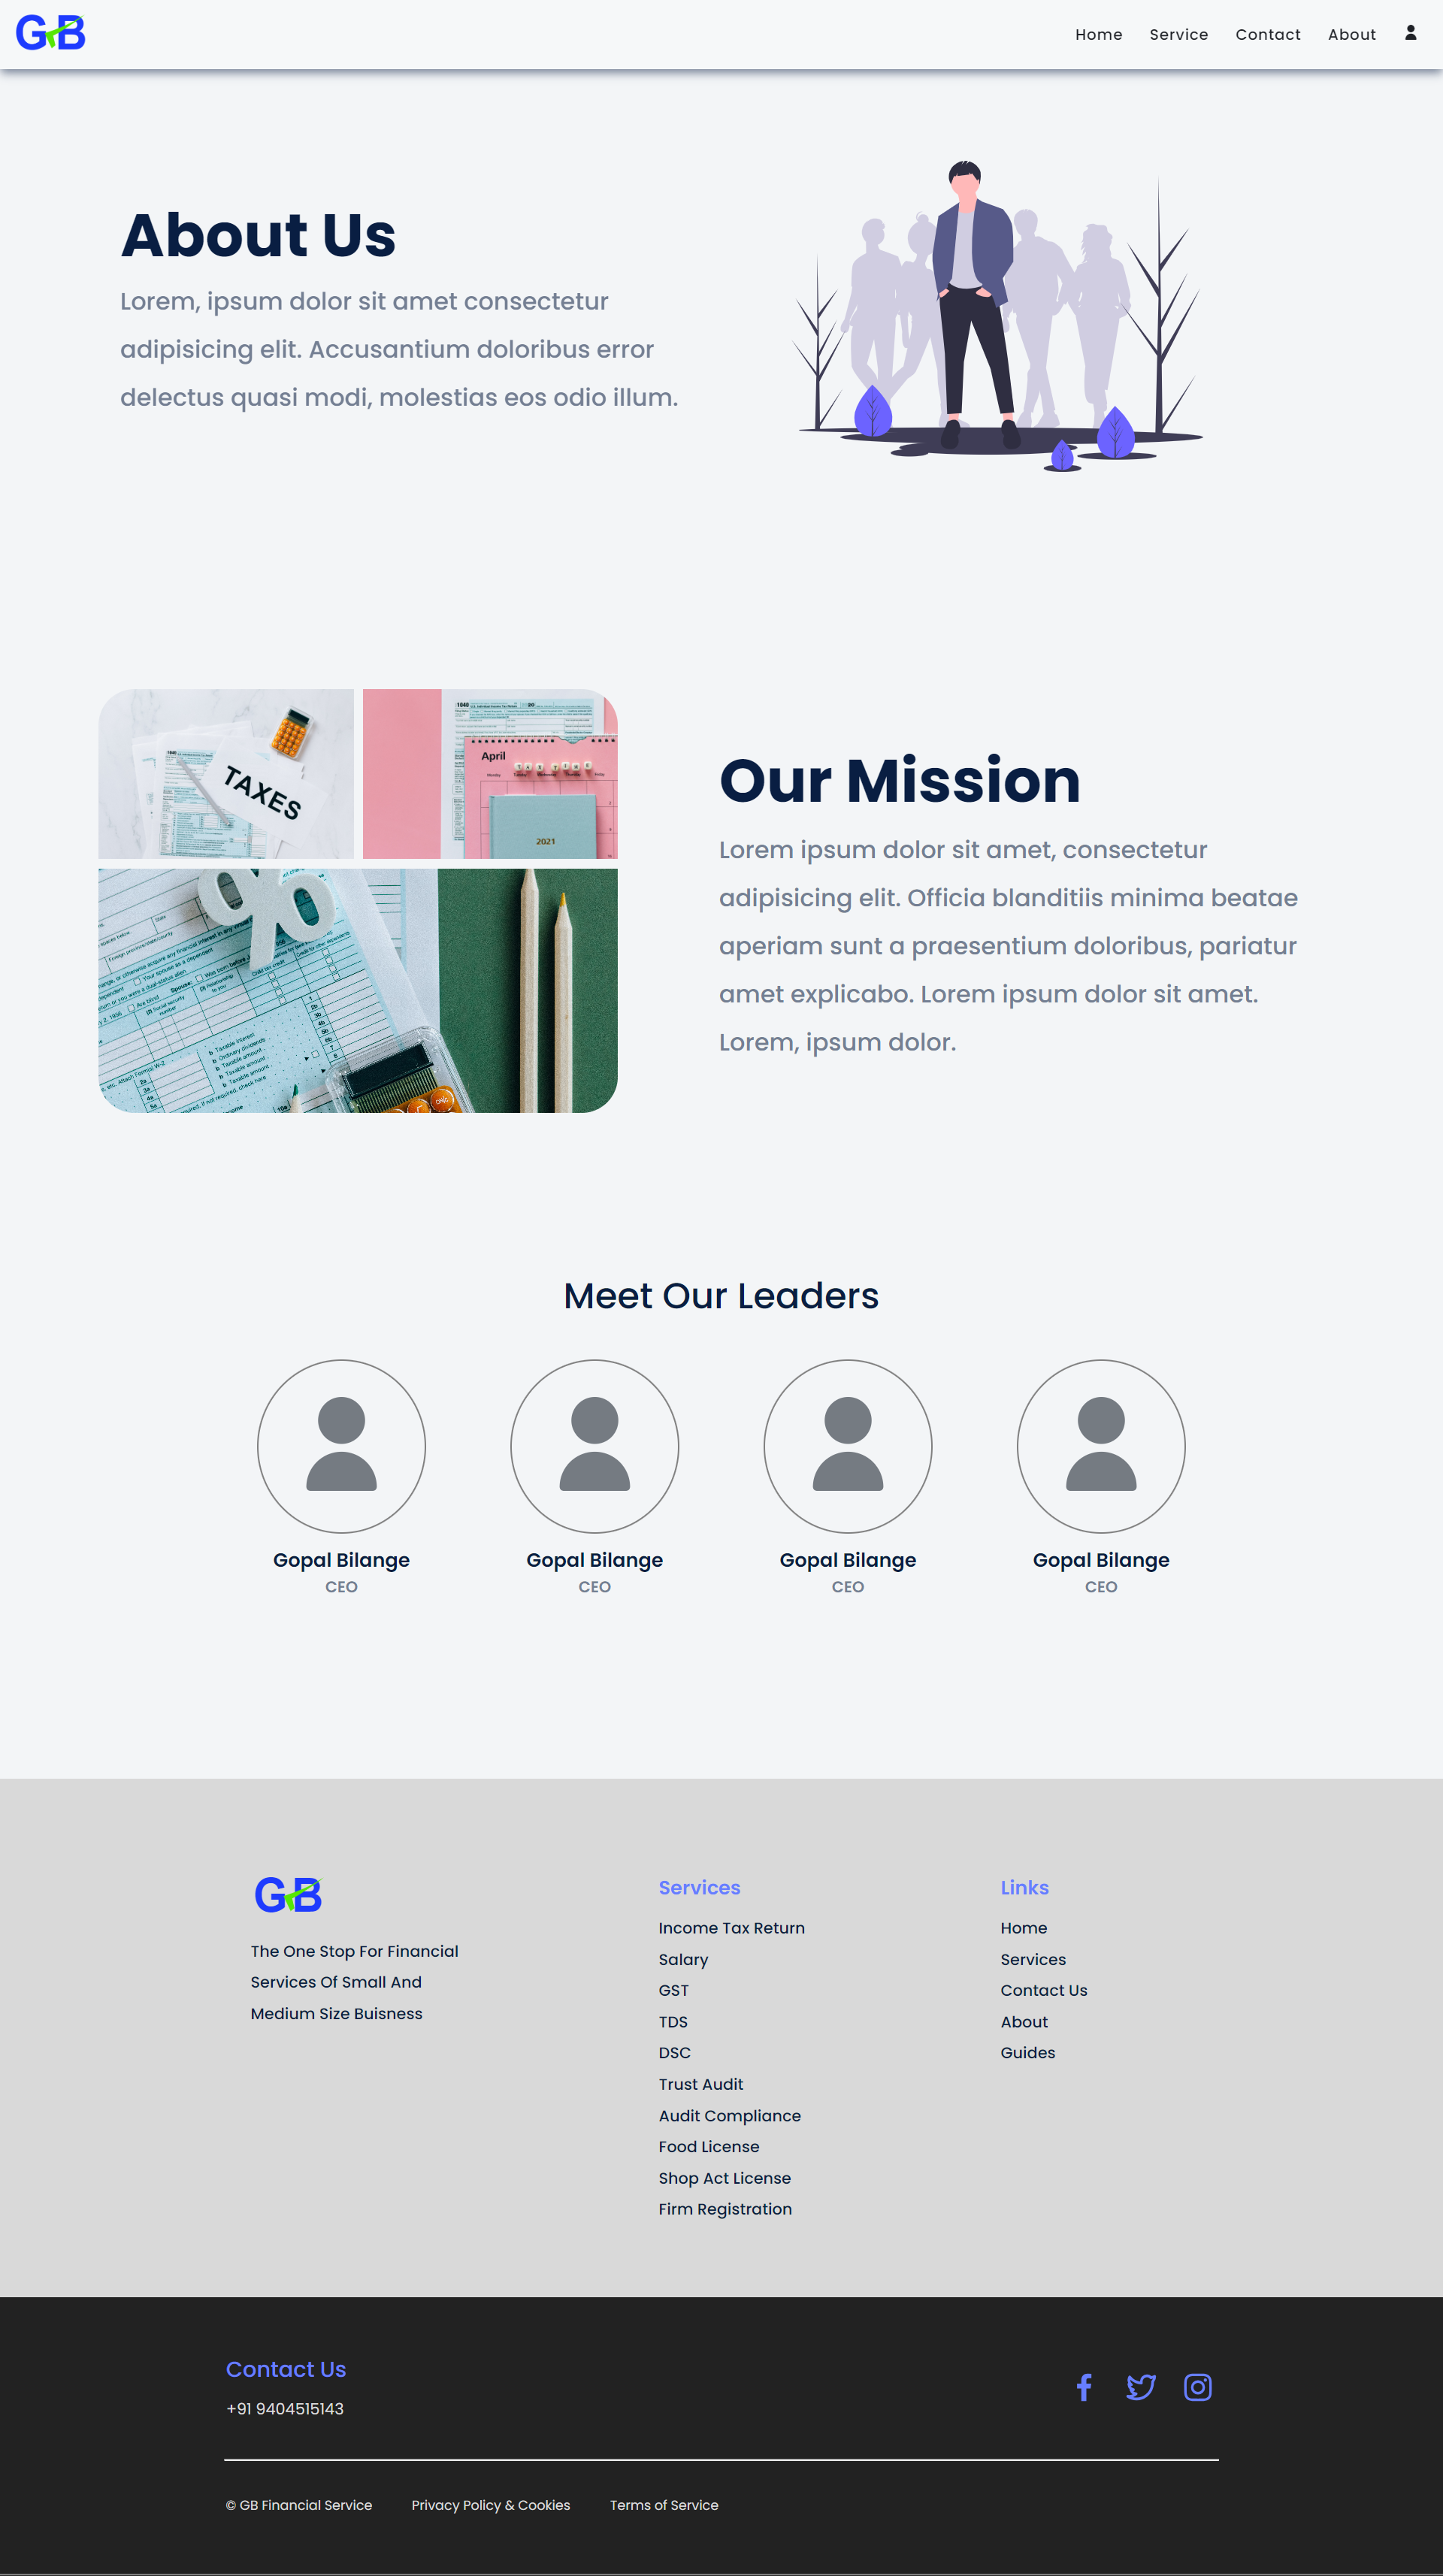 GB
Home Service Contact About
About Us
Lorem, ipsum dolor sit amet consectetur
adipisicing elit. Accusantium doloribus error
delectus quasi modi, molestias eos odio illum.
TAXES
1040
April
2021
Our Mission
Lorem ipsum dolor sit amet, consectetur
adipisicing elit. Officia blanditiis minima beatae
aperiam sunt a praesentium doloribus, pariatur
amet explicabo. Lorem ipsum dolor sit amet.
Lorem, ipsum dolor.
%
Meet Our Leaders
Gopal Bilange
CEO
Gopal Bilange
CEO
Gopal Bilange
CEO
Gopal Bilange
CEO
GB
The One Stop For Financial
Services Of Small And
Medium Size Buisness
Services
Income Tax Return
Salary
GST
TDS
DSC
Trust Audit
Audit Compliance
Food License
Shop Act License
Firm Registration
Links
Home
Services
Contact Us
About
Guides
Contact Us
+91 9404515143
© GB Financial Service Privacy Policy & Cookies Terms of Service